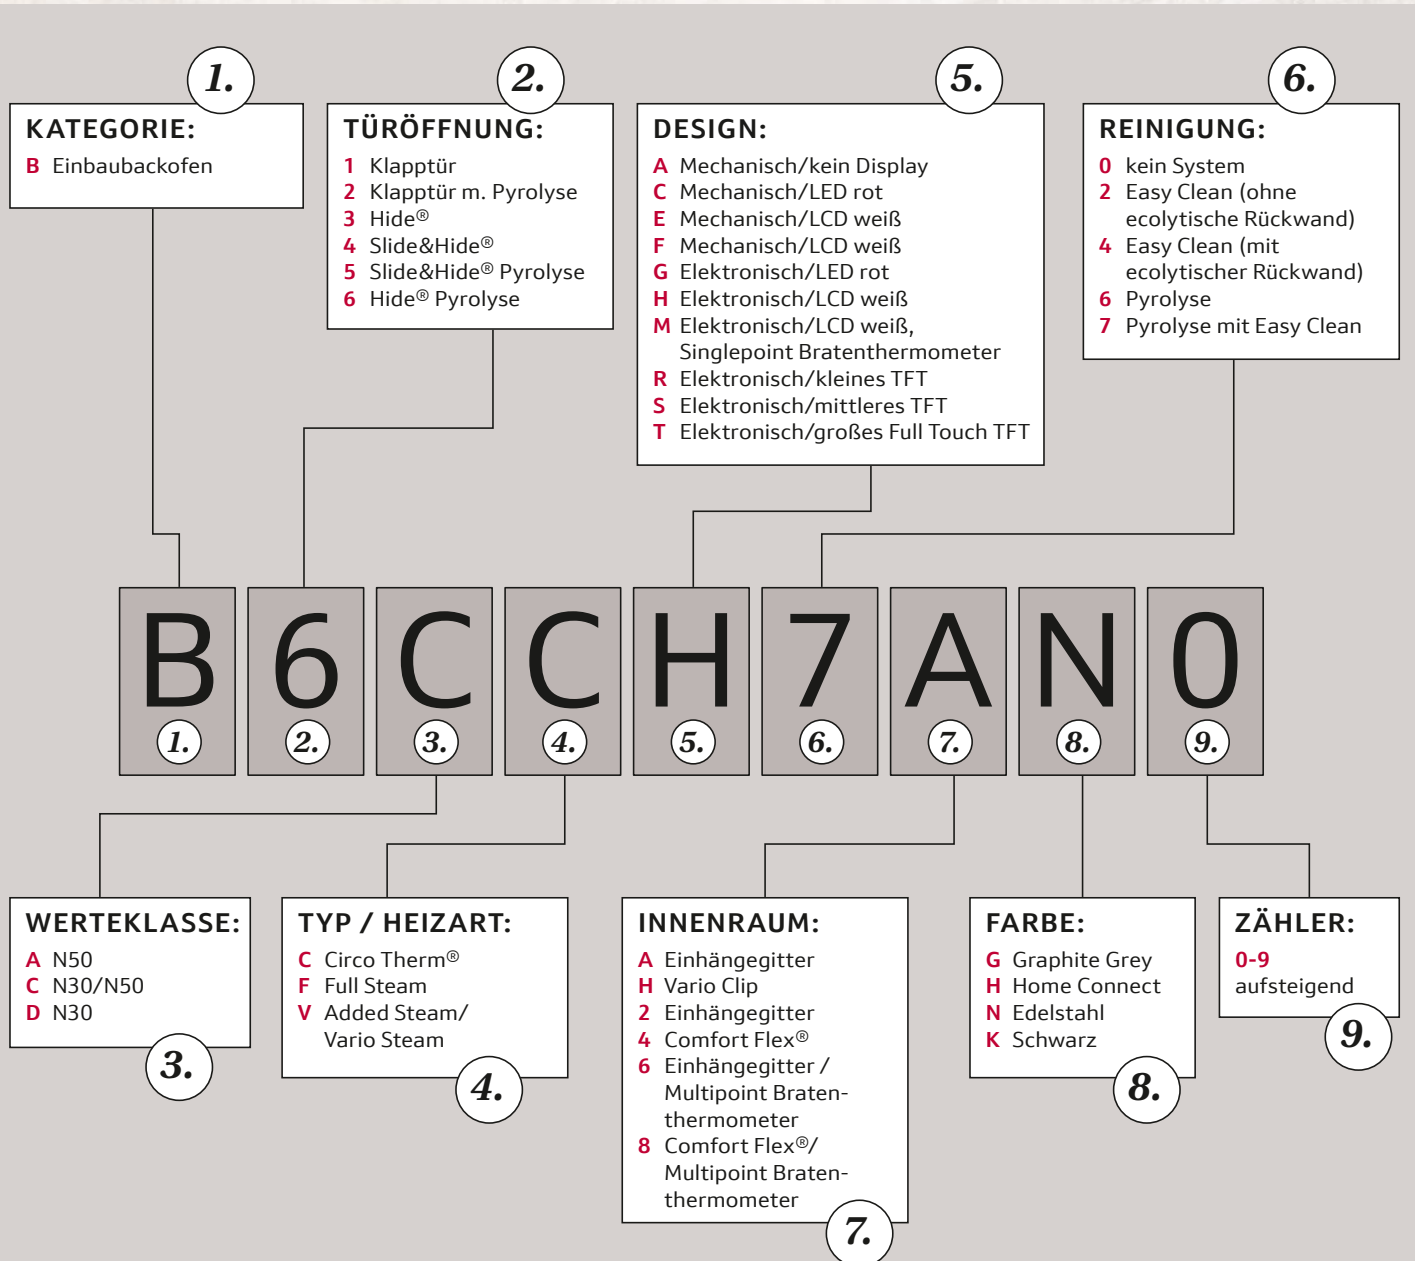 1.
KATEGORIE:
B Einbaubackofen
2.
TÜRÖFFNUNG:
1 Klapptür
2 Klapptür m. Pyrolyse
3 Hide®
4 Slide&Hide®
5 Slide&Hide® Pyrolyse
6 Hide® Pyrolyse
5.
DESIGN:
A Mechanisch/kein Display
C Mechanisch/LED rot
E Mechanisch/LCD weiß
F Mechanisch/LCD weiß
G Elektronisch/LED rot
H Elektronisch/LCD weiß
M Elektronisch/LCD weiß,
Singlepoint Bratenthermometer
R Elektronisch/kleines TFT
S Elektronisch/mittleres TFT
T Elektronisch/großes Full Touch TFT
6.
REINIGUNG:
0 kein System
2 Easy Clean (ohne
ecolytische Rückwand)
4 Easy Clean (mit
ecolytischer Rückwand)
6 Pyrolyse
7 Pyrolyse mit Easy Clean
B 6 C C H 7 A N 0
1. 2. 3. 4. 5. 6. 7. 8. 9.
WERTEKLASSE:
A N50
C N30/N50
D N30
3.
TYP / HEIZART:
C Circo Therm®
F Full Steam
V Added Steam/
Vario Steam
4.
INNENRAUM:
A Einhängegitter
H Vario Clip
2 Einhängegitter
4 Comfort Flex®
6 Einhängegitter /
Multipoint Braten-
thermometer
8 Comfort Flex®/
Multipoint Braten-
thermometer
7.
FARBE:
G Graphite Grey
H Home Connect
N Edelstahl
K Schwarz
8.
ZÄHLER:
0-9
aufsteigend
9.